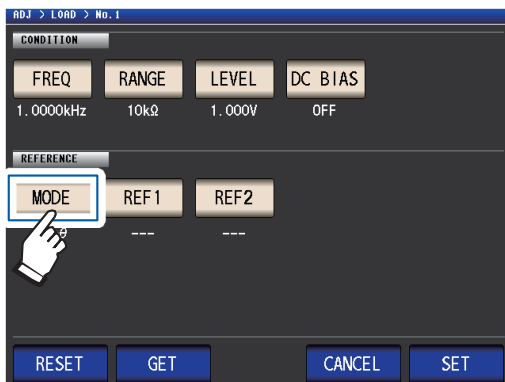 ADJ > LOAD > No.1
CONDITION
FREQ RANGE LEVEL DC BIAS
1.0000kHz 10kΩ 1.000V OFF
REFERENCE
MODE REF1 REF2
θ --- ---
RESET GET CANCEL SET